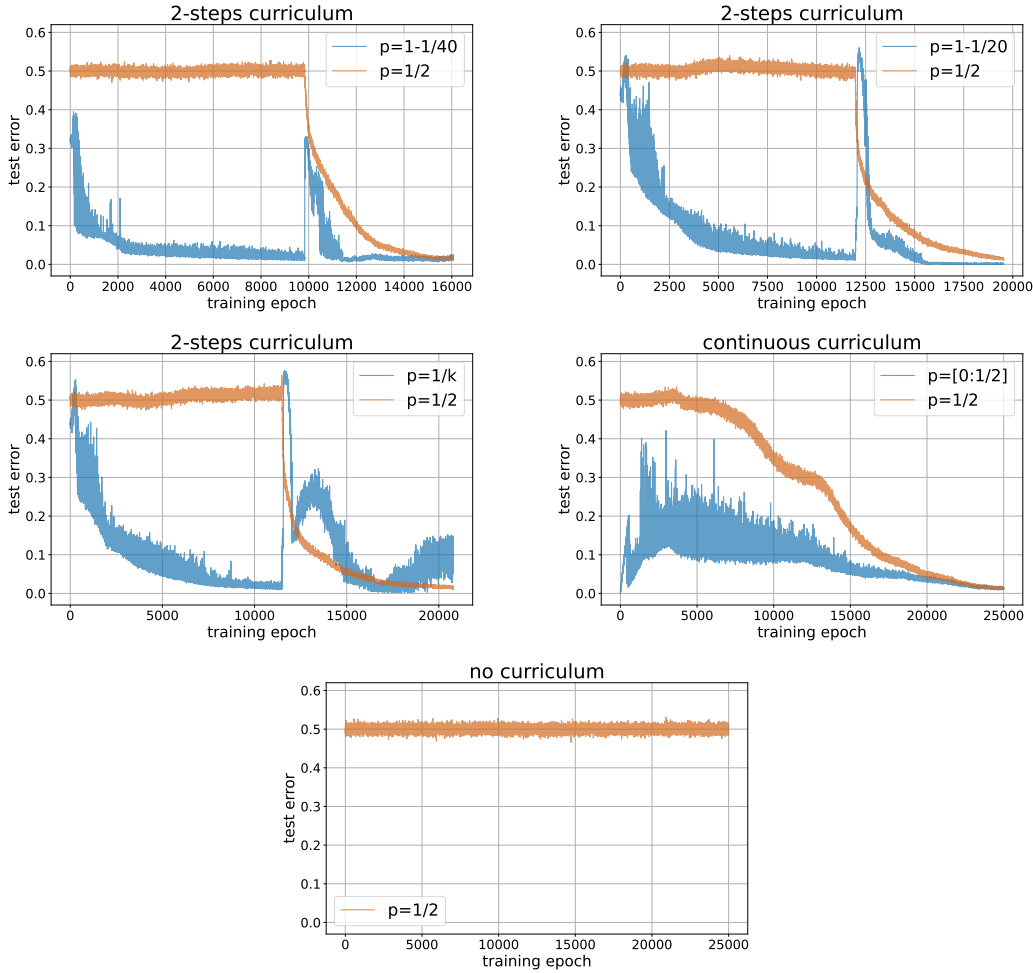 2-steps curriculum
0.6
0.5
0.4
0.3
0.2
0.1
0.0
test error
p=1-1/40
p=1/2
0 2000 4000 6000 8000 10000 12000 14000 16000
training epoch
2-steps curriculum
0.6
0.5
0.4
0.3
0.2
0.1
0.0
test error
p=1-1/20
p=1/2
0 2500 5000 7500 10000 12500 15000 17500 20000
training epoch
2-steps curriculum
0.6
0.5
0.4
0.3
0.2
0.1
0.0
test error
p=1/k
p=1/2
0 5000 10000 15000 20000
training epoch
continuous curriculum
0.6
0.5
0.4
0.3
0.2
0.1
0.0
test error
p=[0:1/2]
p=1/2
0 5000 10000 15000 20000 25000
training epoch
no curriculum
0.6
0.5
0.4
0.3
0.2
0.1
0.0
test error
p=1/2
0 5000 10000 15000 20000 25000
training epoch